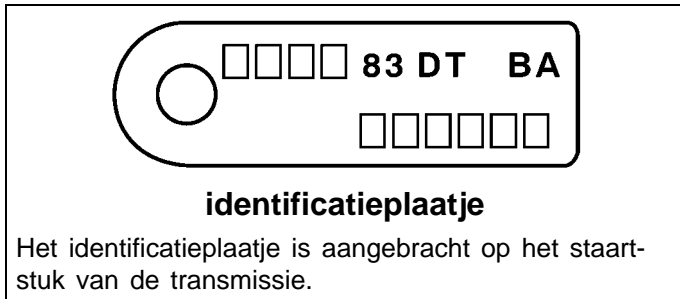 83 DT BA
identificatieplaatje
Het identificatieplaatje is aangebracht op het staart-
stuk van de transmissie.